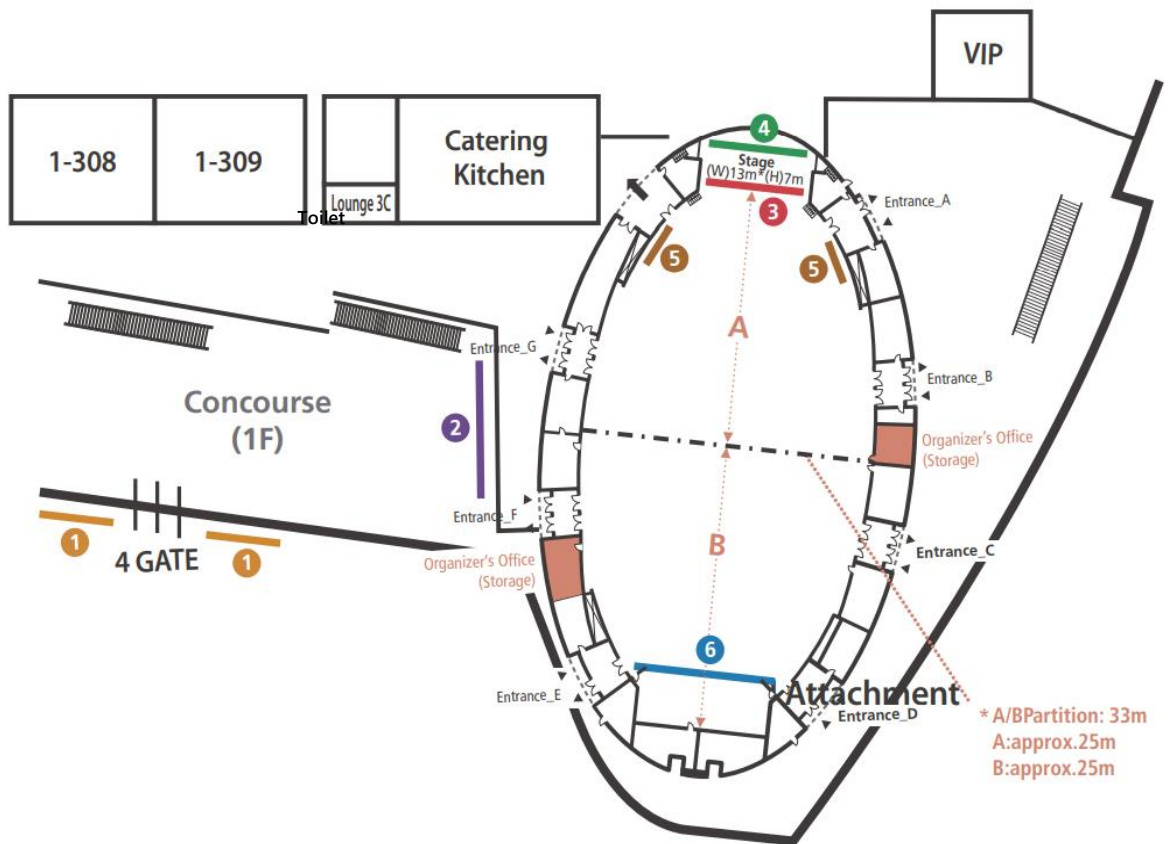 VIP
4
1-308
1-309
Catering
Kitchen
Stage
(W)13m*(H)7m
Lounge 3C
Toilet
3
Entrance_A
5
5
A
Entrance_G
Entrance_B
Concourse
(1F)
2
Organizer's Office
(Storage)
Entrance_F
B
1
4 GATE
1
Entrance_C
Organizer's Office
(Storage)
6
Entrance_E
Attachment
Entrance_D
* A/BPartition: 33m
A:approx.25m
B:approx.25m